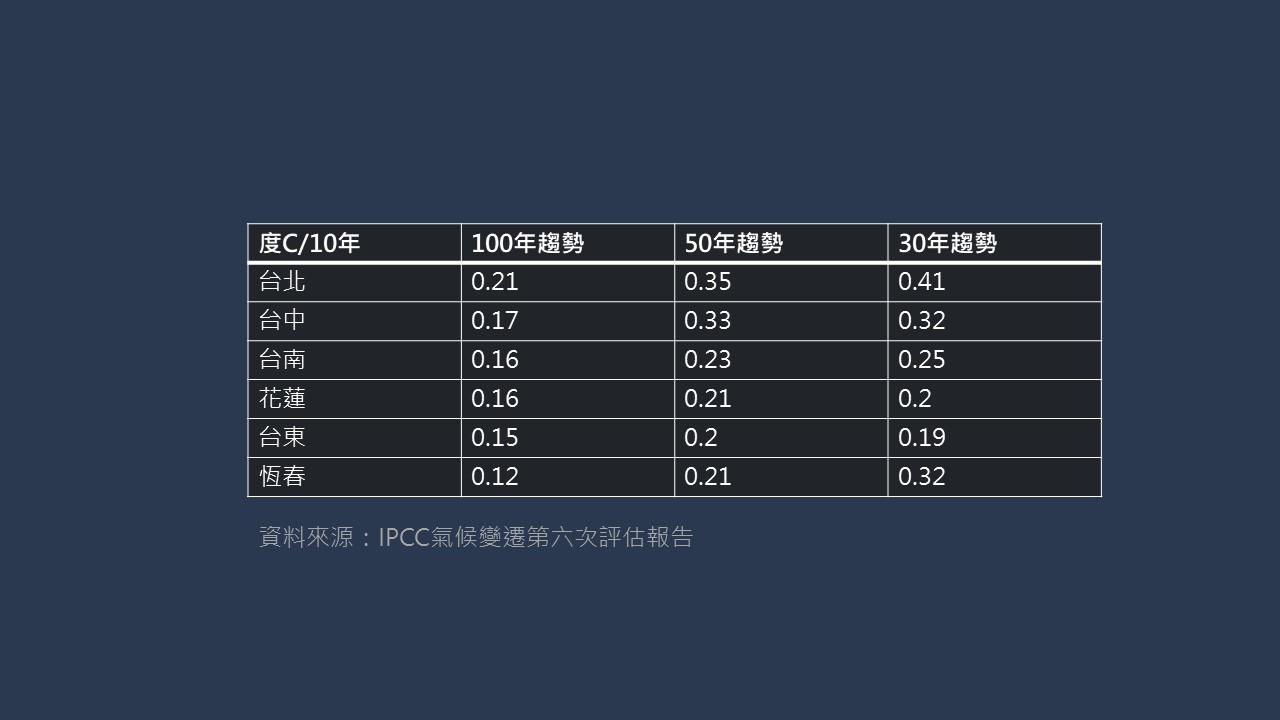 度C/10年 100年趨勢 50年趨勢 30年趨勢
台北 0.21 0.35 0.41
台中 0.17 0.33 0.32
台南 0.16 0.23 0.25
花蓮 0.16 0.21 0.2
台東 0.15 0.2 0.19
恆春 0.12 0.21 0.32
資料來源：IPCC氣候變遷第六次評估報告